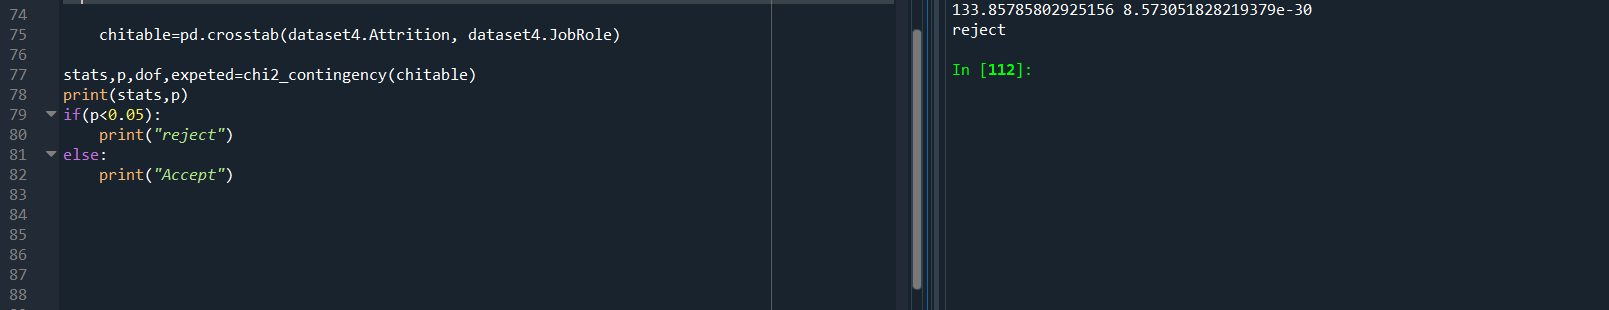 74
75     chitable=pd.crosstab(dataset4.Attrition, dataset4.JobRole)
76
77 stats,p,dof,expeted=chi2_contingency(chitable)
78 print(stats,p)
79 if(p<0.05):
80     print("reject")
81 else:
82     print("Accept")
83
84
85
86
87
88
133.85785802925156 8.573051828219379e-30
reject
In [112]: